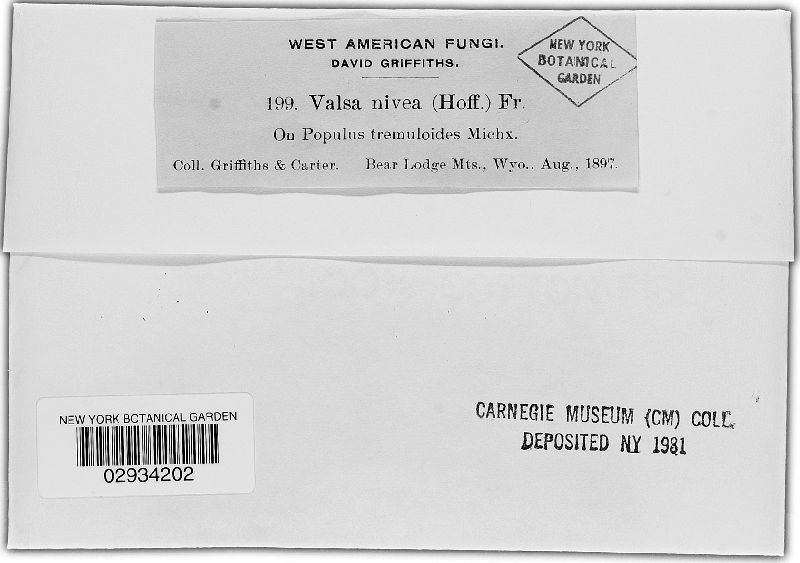 WEST AMERICAN FUNGI.
DAVID GRIFFITHS.
NEW YORK
BOTANICAL
GARDEN
199. Valsa nivea (Hoff.) Fr.
On Populus tremuloides Michx.
Coll. Griffiths & Carter. Bear Lodge Mts., Wyo., Aug., 1897.
NEW YORK BOTANICAL GARDEN
02934202
CARNEGIE MUSEUM (CM) COLL.
DEPOSITED NY 1981